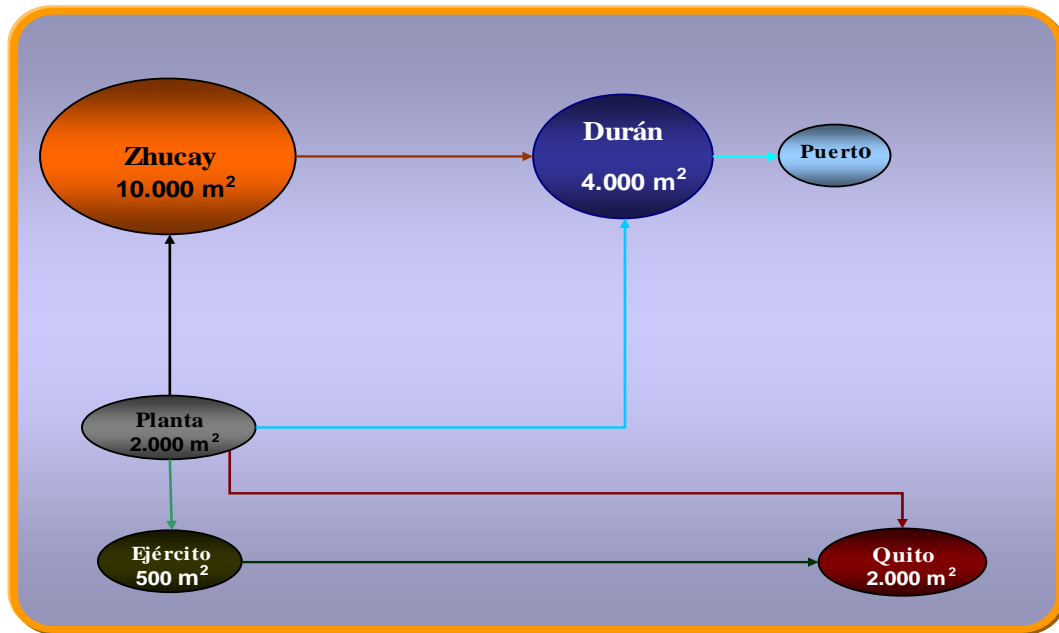 Zhucay
10.000 m²
Durán
4.000 m²
Puerto
Planta
2.000 m²
Ejército
500 m²
Quito
2.000 m²